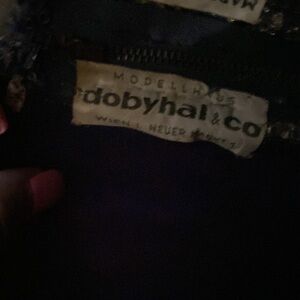 MODELLHAUS
dobyhal & co
WIEN I, NEUER MARKT